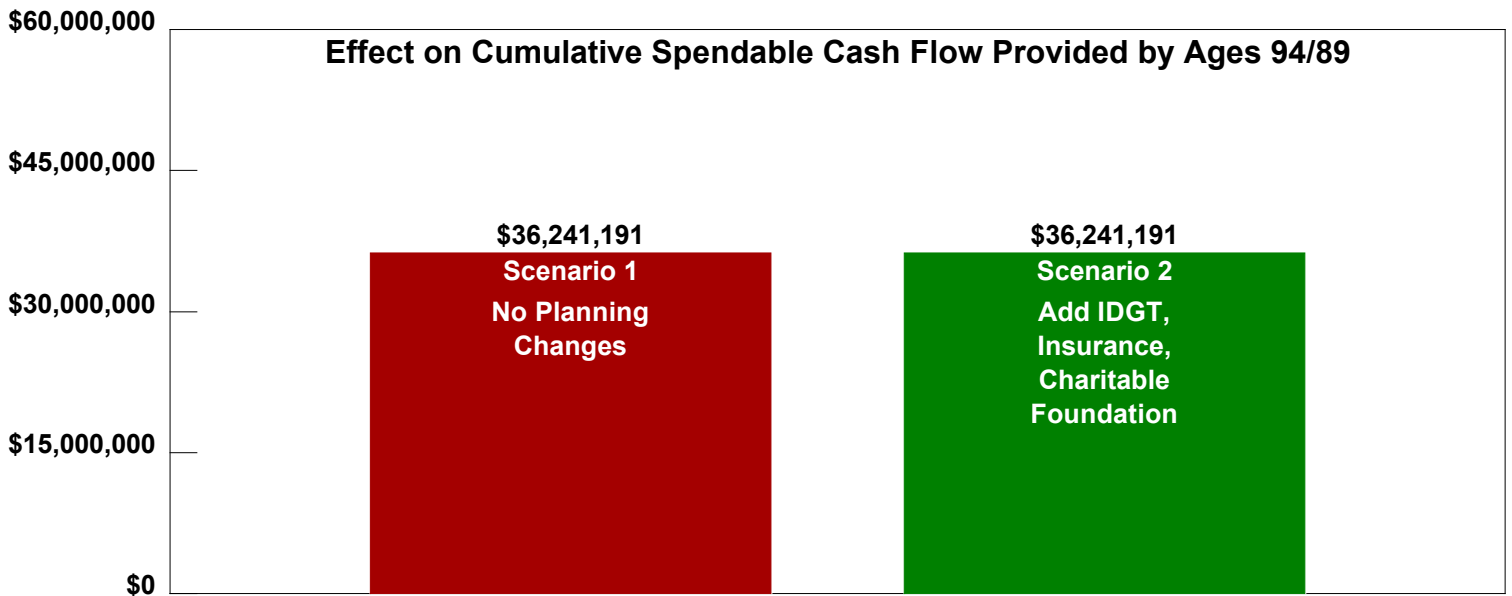 Effect on Cumulative Spendable Cash Flow Provided by Ages 94/89
$60,000,000
$45,000,000
$30,000,000
$15,000,000
$0
$36,241,191
Scenario 1
No Planning
Changes
$36,241,191
Scenario 2
Add IDGT,
Insurance,
Charitable
Foundation